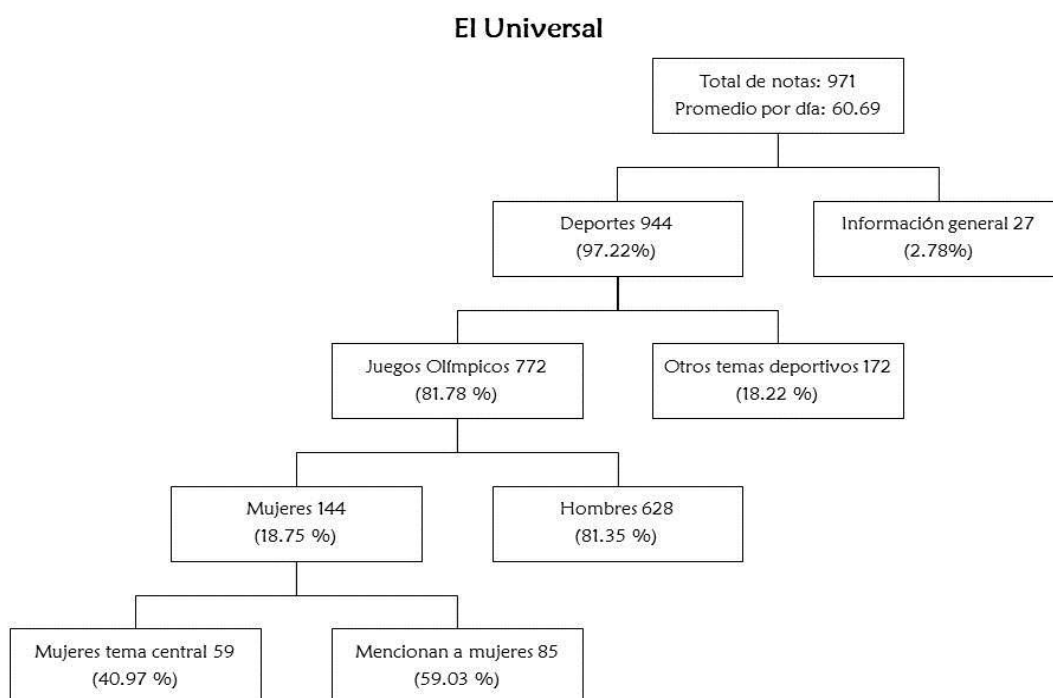 El Universal
Total de notas: 971
Promedio por día: 60.69
Deportes 944
(97.22%)
Información general 27
(2.78%)
Juegos Olímpicos 772
(81.78 %)
Otros temas deportivos 172
(18.22 %)
Mujeres 144
(18.75 %)
Hombres 628
(81.35 %)
Mujeres tema central 59
(40.97 %)
Mencionan a mujeres 85
(59.03 %)